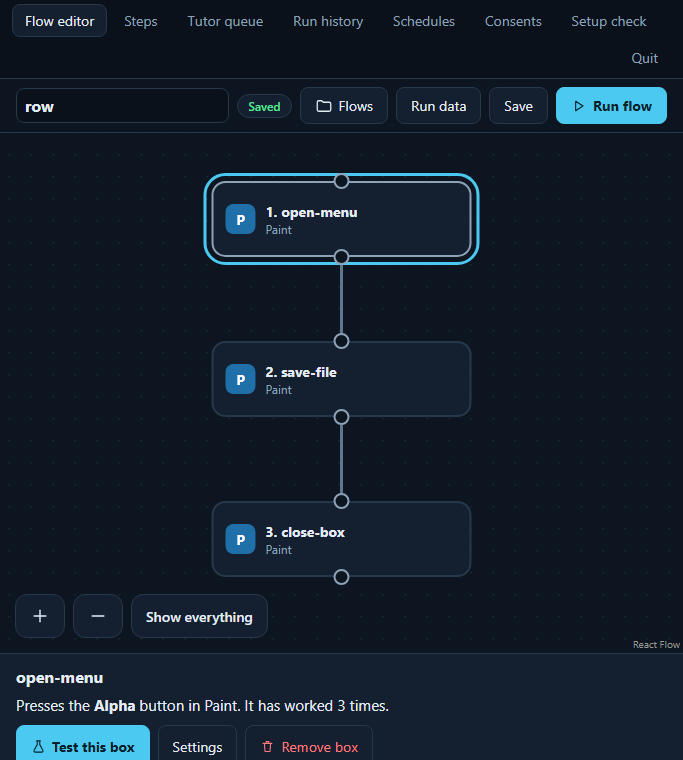 Flow editor Steps Tutor queue Run history Schedules Consents Setup check
Quit
row Saved Flows Run data Save Run flow
P 1. open-menu
Paint
P 2. save-file
Paint
P 3. close-box
Paint
+ − Show everything
React Flow
open-menu
Presses the Alpha button in Paint. It has worked 3 times.
Test this box Settings Remove box